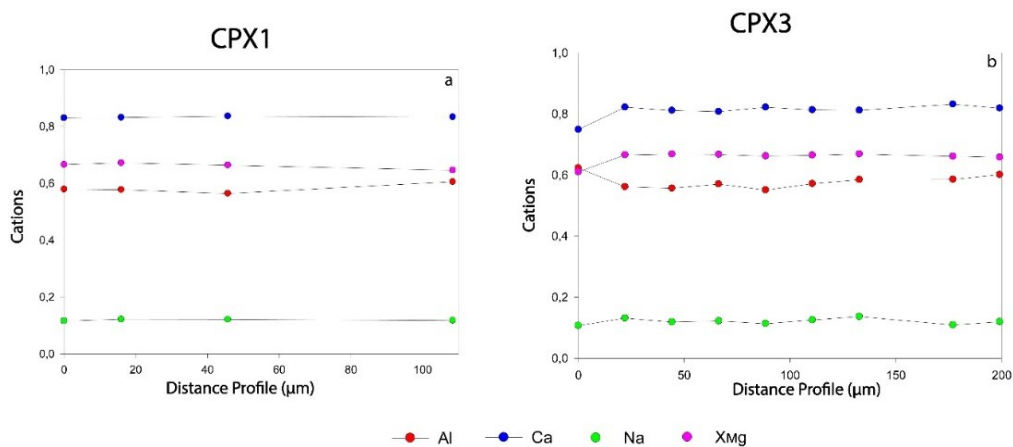 CPX1
a
1,0
0,8
0,6
0,4
0,2
0,0
Cations
0 20 40 60 80 100
Distance Profile (µm)
CPX3
b
1,0
0,8
0,6
0,4
0,2
0,0
Cations
0 50 100 150 200
Distance Profile (µm)
Al Ca Na XMg